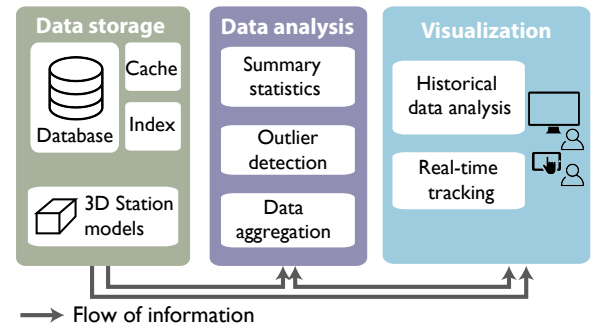 Data storage
Database
Cache
Index
3D Station
models
Data analysis
Summary
statistics
Outlier
detection
Data
aggregation
Visualization
Historical
data analysis
Real-time
tracking
Flow of information